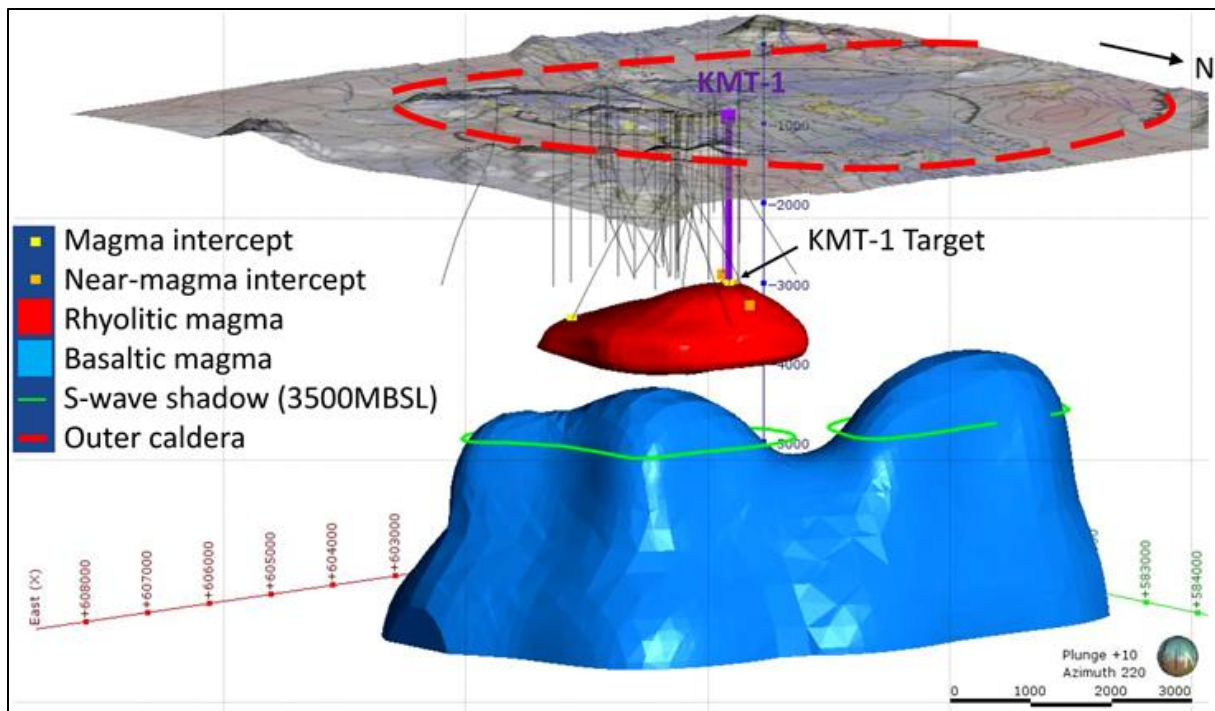 N
KMT-1
-1000
-2000
KMT-1 Target
-3000
Magma intercept
Near-magma intercept
Rhyolitic magma
Basaltic magma
S-wave shadow (3500MBSL)
Outer caldera
East (X)
+608000
+607000
+606000
+605000
+604000
+603000
+583000
+584000
Plunge +10
Azimuth 220
0 1000 2000 3000